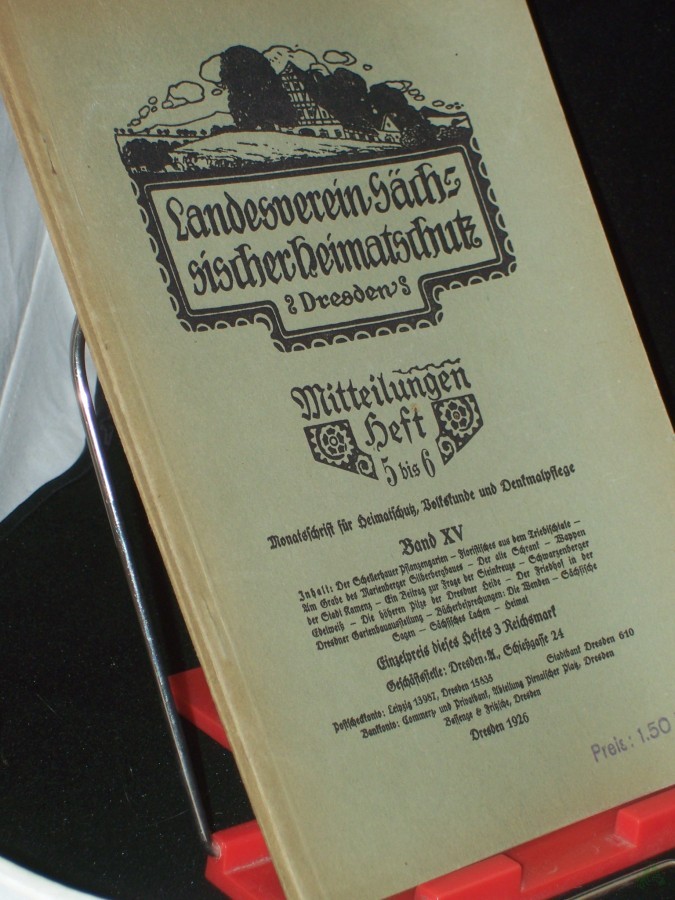 Landesverein Säch-
sischer Heimatschutz
Dresden
Mitteilungen
Heft
5 bis 6
Monatsschrift für Heimatschutz, Volkskunde und Denkmalpflege
Band XV
Inhalt: Der Schellerhauer Pflanzengarten – Floristisches aus dem Triebischtale –
Am Grabe des Marienberger Silberbergbaues – Der alte Schrank – Wappen
der Stadt Kamenz – Ein Beitrag zur Frage der Steinkreuze – Schwarzenberger
Edelweiß – Die höheren Pilze der Dresdner Heide – Der Friedhof in der
Dresdner Gartenbauausstellung – Bücherbesprechungen: Die Wenden – Sächsische
Sagen – Sächsisches Lachen – Heimat
Einzelpreis dieses Heftes 3 Reichsmark
Geschäftsstelle: Dresden-A., Schießgasse 24
Postscheckkonto: Leipzig 13987, Dresden 15835 Stadtbank Dresden 610
Bankkonto: Commerz- und Privatbank, Abteilung Pirnaischer Platz, Dresden
Bassenge & Fritzsche, Dresden
Dresden 1926
Preis: 1.50